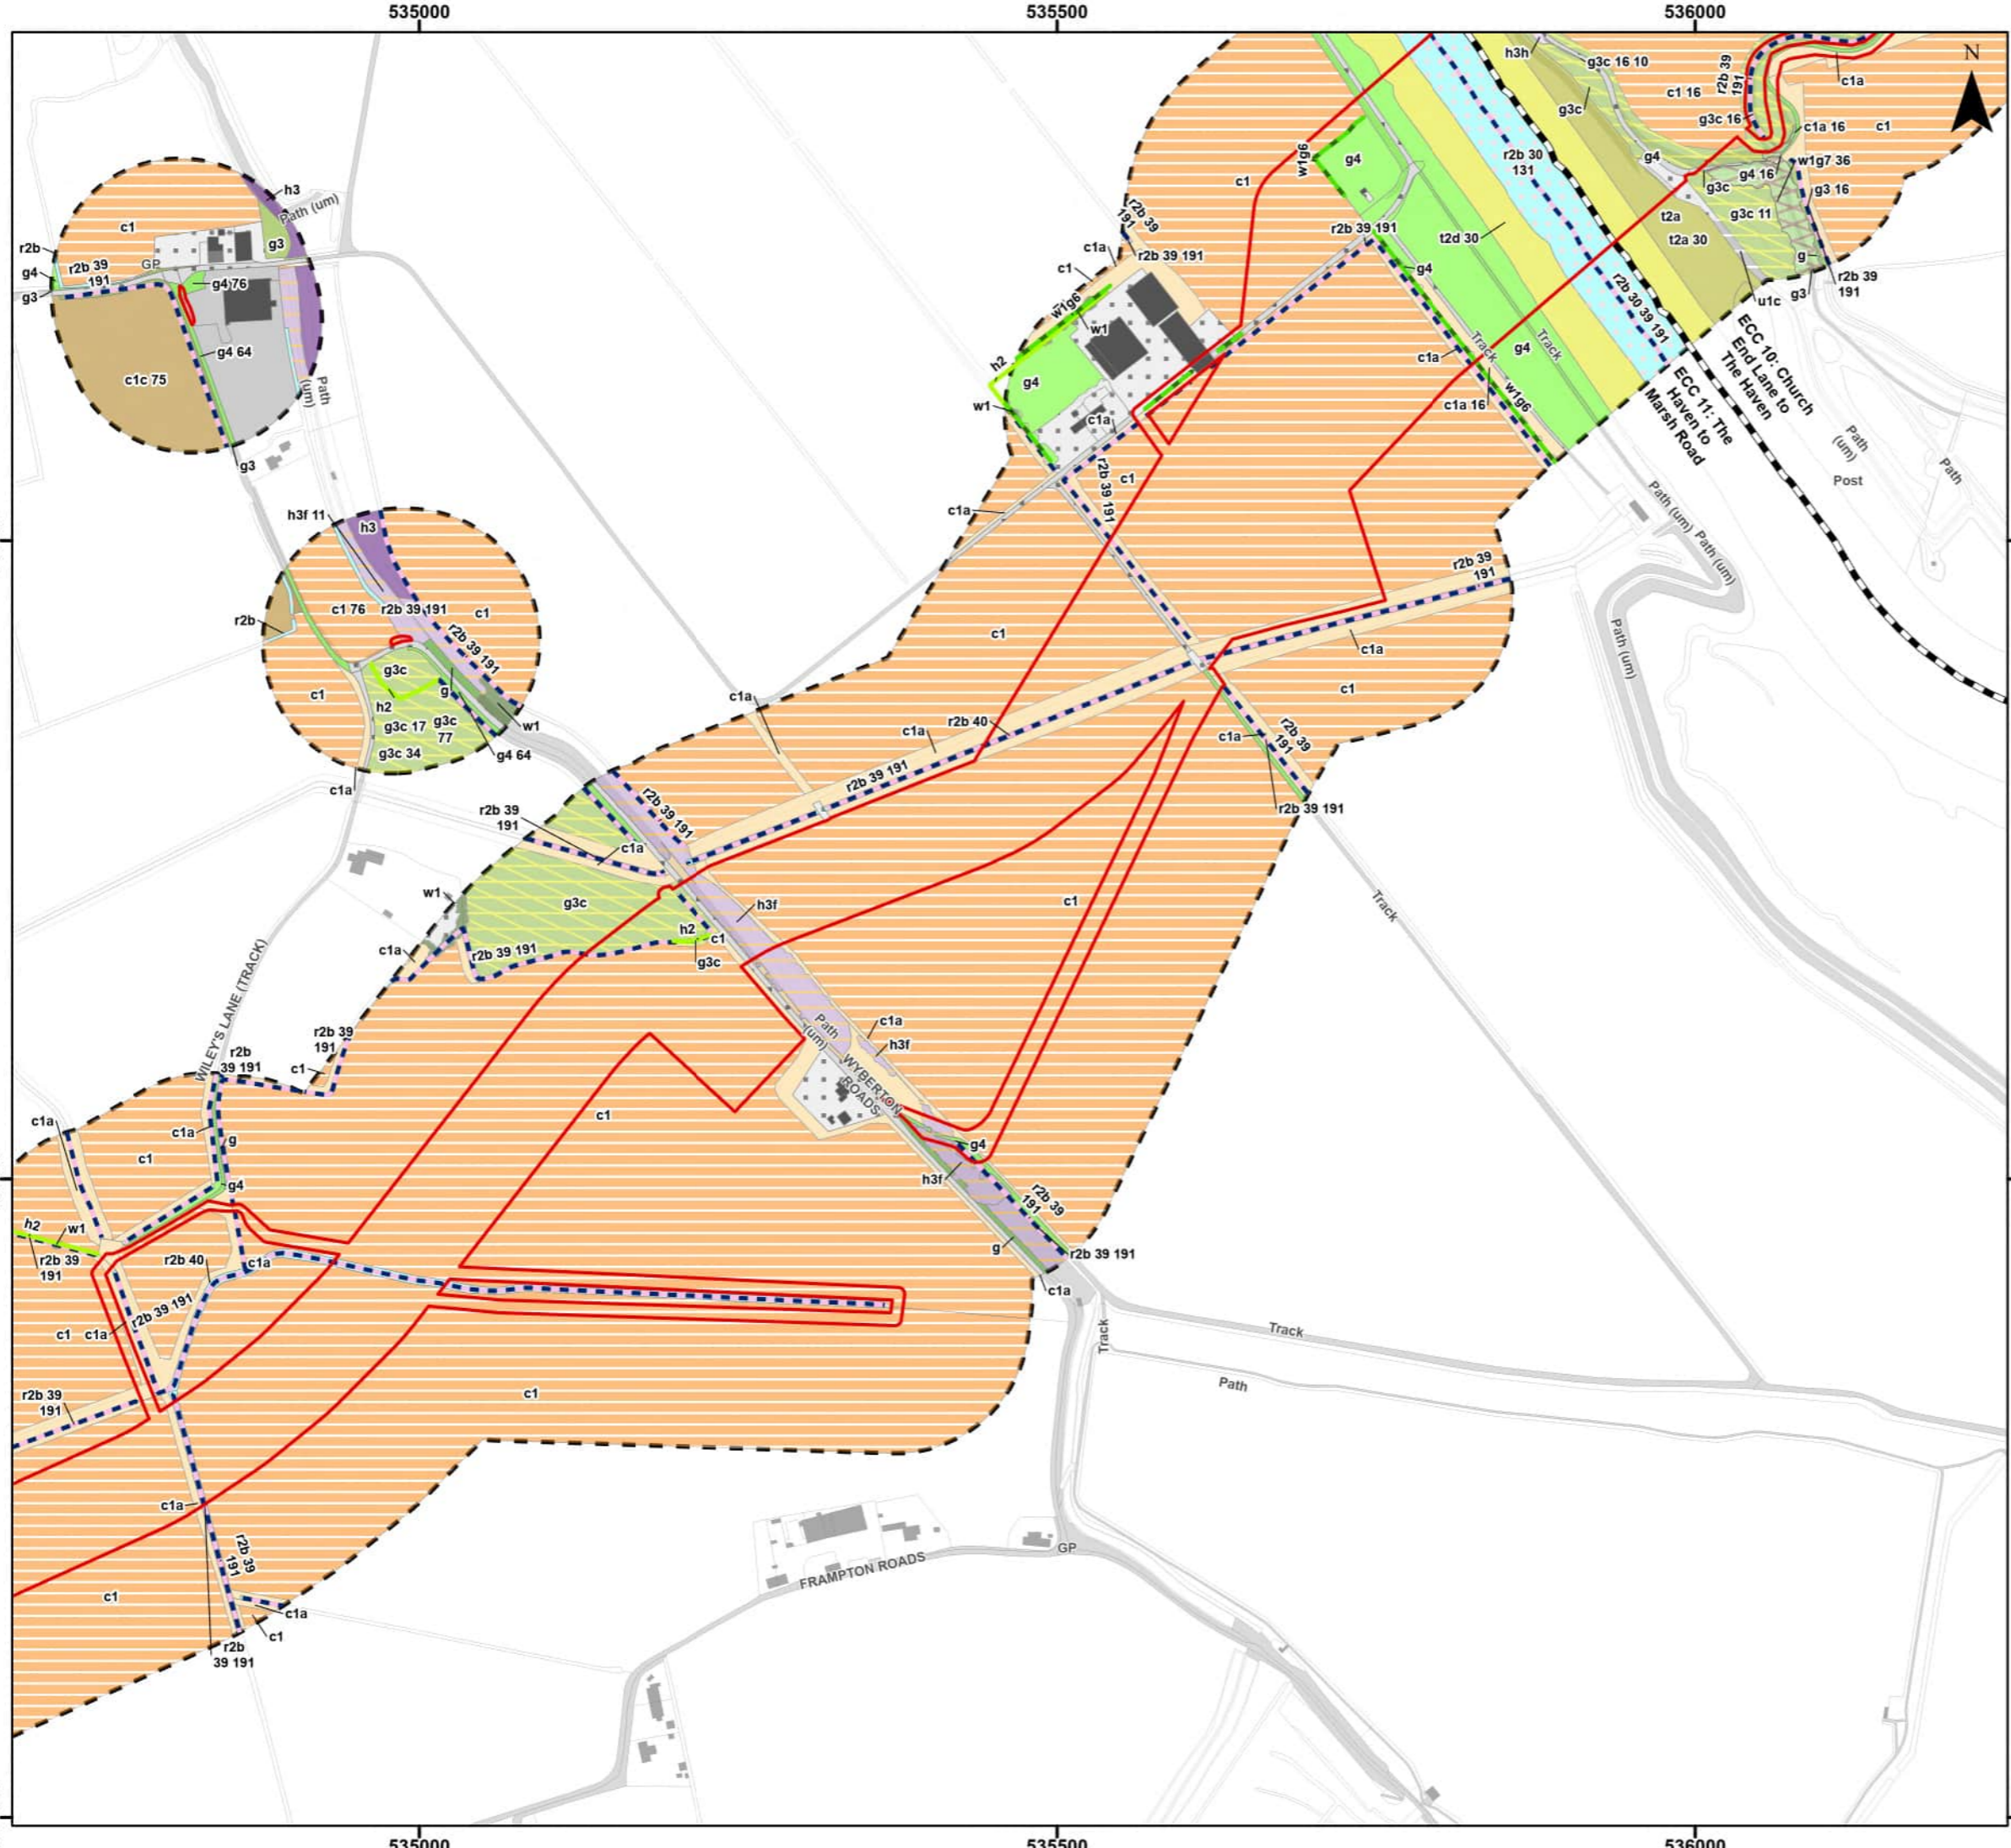 535000
535500
536000
N
h3h
g3c 16 10
r2b 39
191
c1a
c1 16
g3c
g3c 16
c1a 16
c1
w1g6
g4
r2b 30
131
g4
g4 16
w1g7 36
g3c
g3 16
c1
h3
Path (um)
c1
g3
r2b
GP
r2b 39
191
g4
g4 76
g3
g4 64
c1c 75
Path
(um)
g3
r2b 39
191
r2b 39 191
c1a
c1
r2b 39 191
t2d 30
t2a
t2a 30
g3c 11
g
g4
r2b 30 39 191
u1c
g3
r2b 39
191
w1g6
w1
h2
g4
w1
c1a
Track
Track
g4
c1a
c1a 16
w1g6
ECC 10: Church
End Lane to
The Haven
ECC 11: The
Haven to
Marsh Road
Path
(um)
Path
Post
c1
r2b 39 191
c1a
Path (um)
Path (um)
h3f 11
h3
c1 76
r2b 39 191
c1
r2b
r2b 39 191
g3c
g
c1
h2
g3c 17
g3c
77
w1
g3c 34
g4 64
c1a
c1
r2b 39
191
c1a
c1
Path (um)
c1a
r2b 40
c1a
r2b 39 191
c1a
r2b 39
191
r2b 39 191
r2b 39
191
r2b 39 191
c1a
w1
g3c
h3f
c1
h2
c1
g3c
c1a
r2b 39 191
Track
WILEY'S LANE (TRACK)
r2b 39
191
r2b
39 191
c1
Path
(um)
c1a
h3f
WYBERTON
ROADS
c1
c1a
c1a
g
c1
g4
g4
h3f
r2b 39
191
h2
w1
r2b 39
191
r2b 40
c1a
g
r2b 39 191
c1a
r2b 39 191
c1
c1a
Track
Track
Path
c1
r2b 39
191
c1a
r2b 39
191
c1
c1a
c1
r2b
39 191
GP
FRAMPTON ROADS
535000
535500
536000